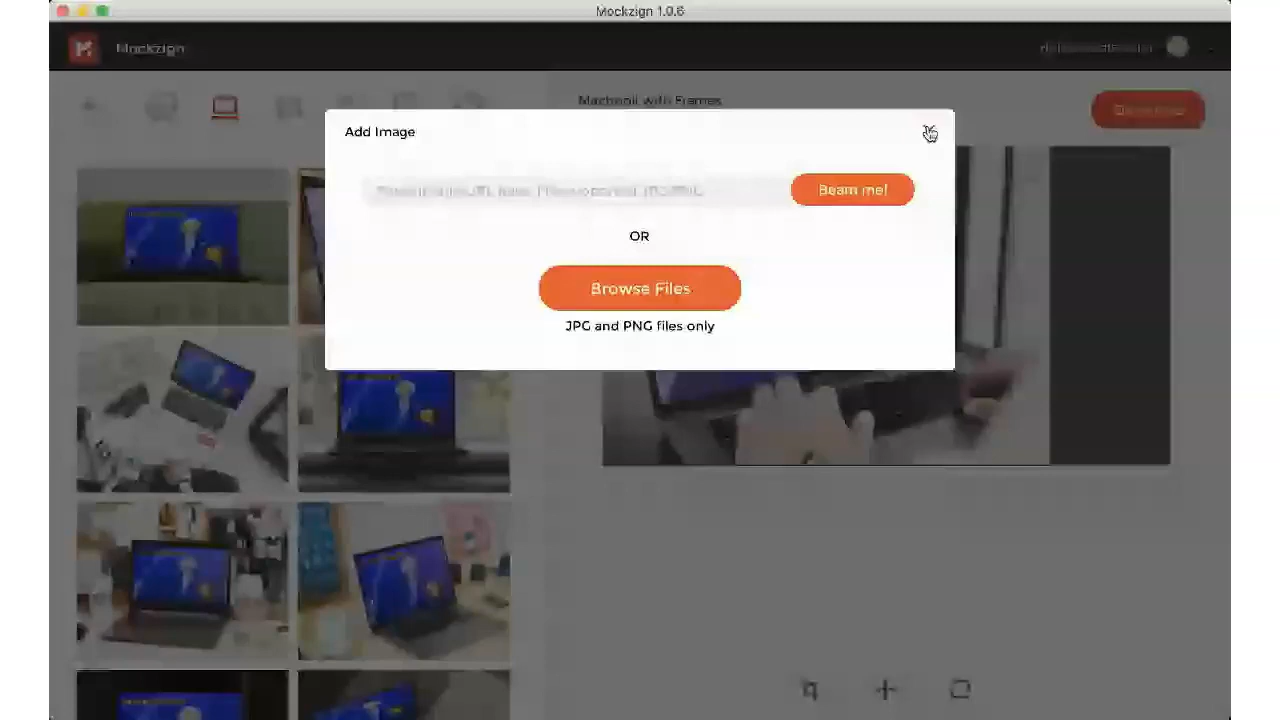 Mockzign 1.0.6
Mockzign
Macbook with Frames
Add Image
Beam me!
OR
Browse Files
JPG and PNG files only